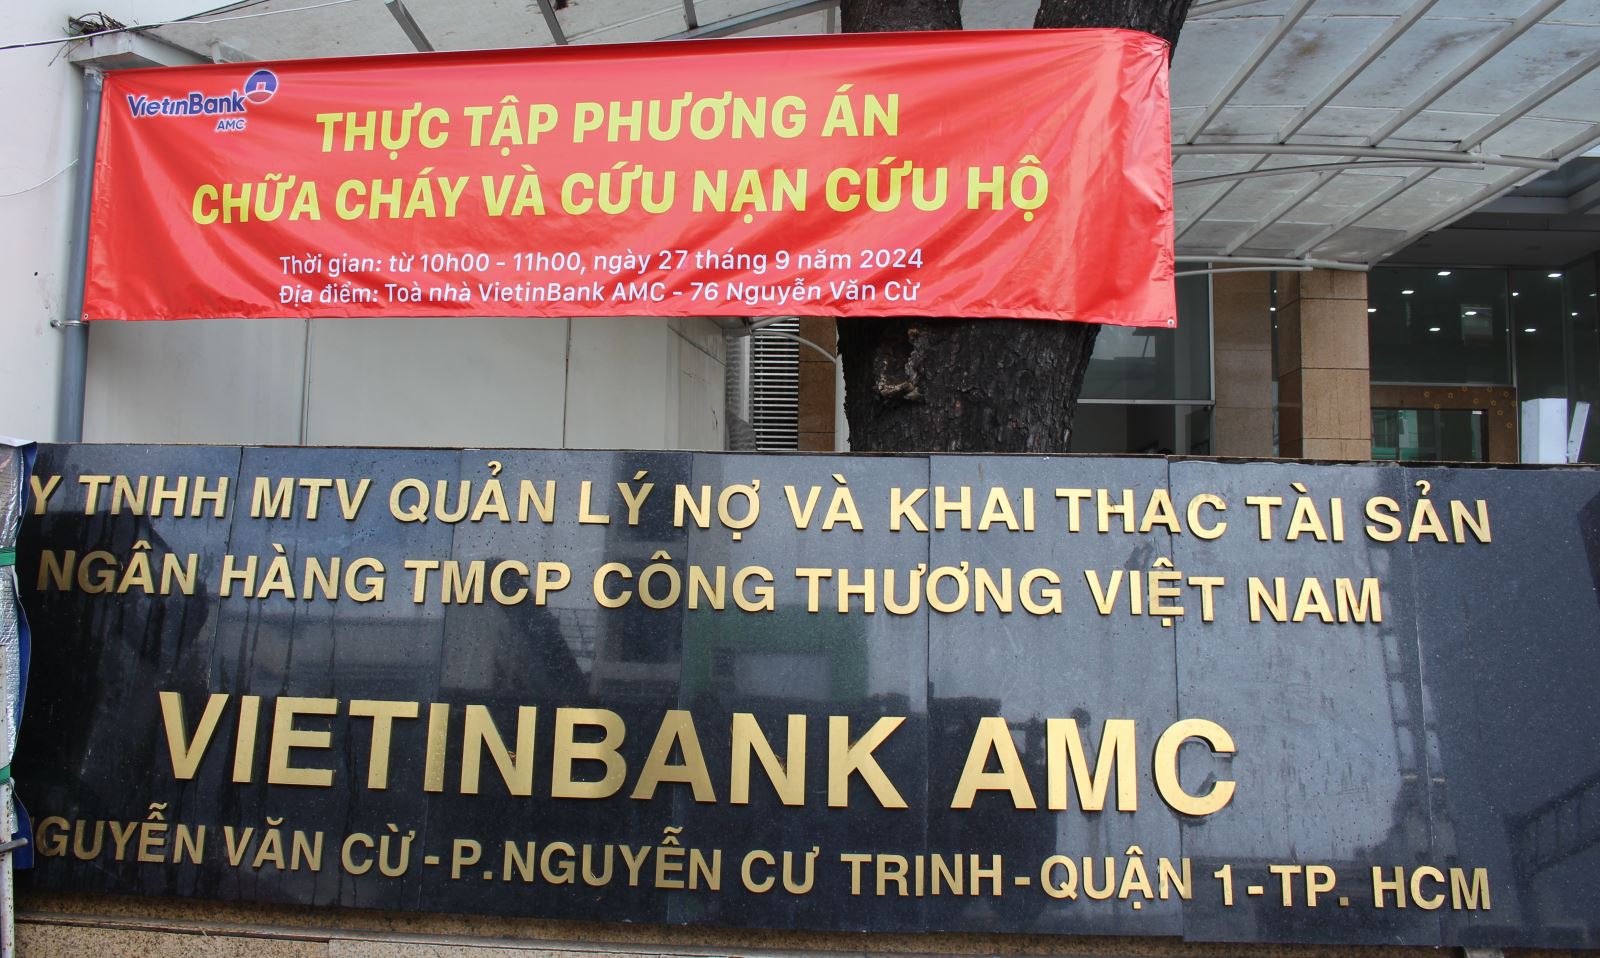 VietinBank
AMC
THỰC TẬP PHƯƠNG ÁN
CHỮA CHÁY VÀ CỨU NẠN CỨU HỘ
Thời gian: từ 10h00 - 11h00, ngày 27 tháng 9 năm 2024
Địa điểm: Toà nhà VietinBank AMC - 76 Nguyễn Văn Cừ
Y TNHH MTV QUẢN LÝ NỢ VÀ KHAI THAC TÀI SẢN
NGÂN HÀNG TMCP CÔNG THƯƠNG VIỆT NAM
VIETINBANK AMC
NGUYỄN VĂN CỪ - P.NGUYỄN CƯ TRINH - QUẬN 1 - TP. HCM